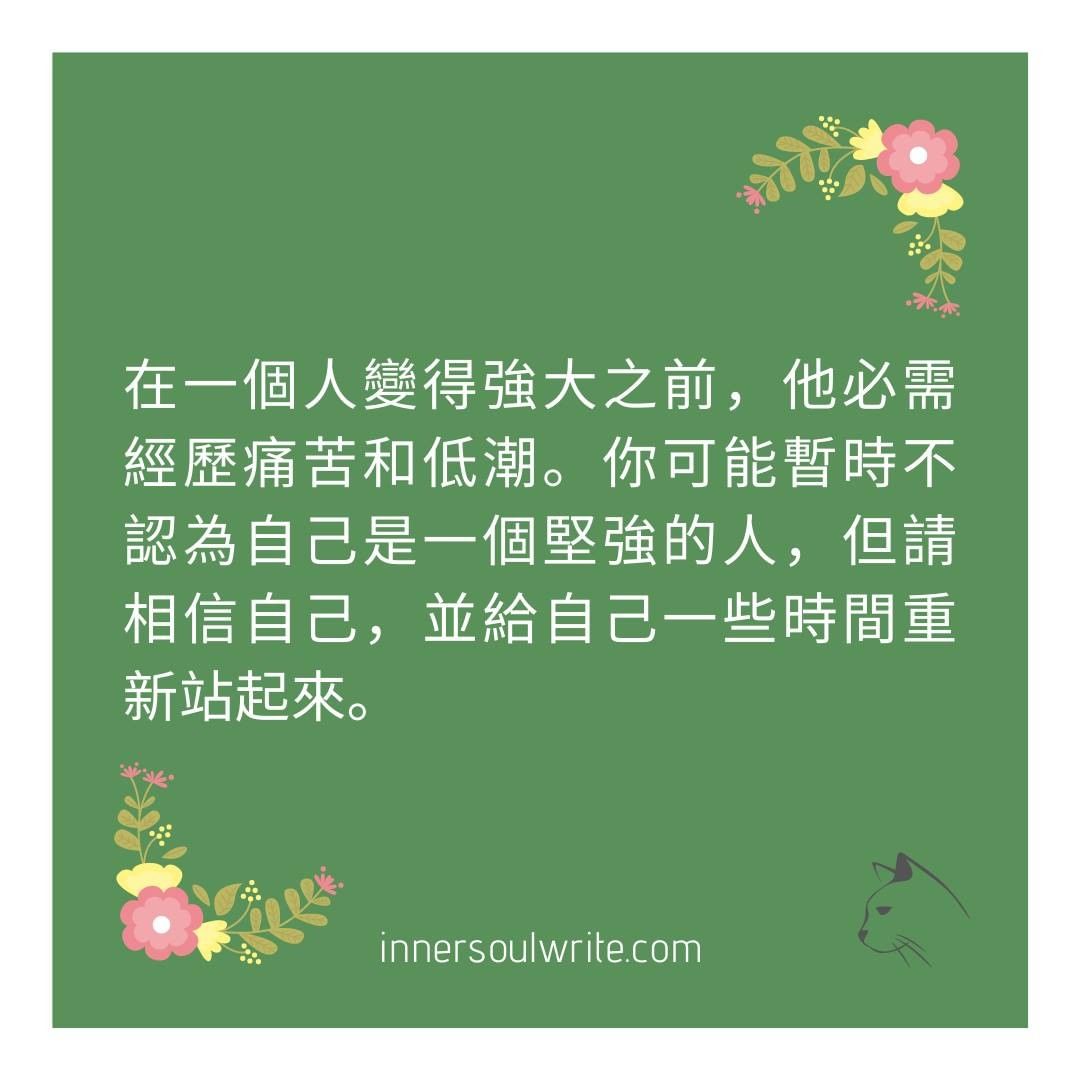 在一個人變得強大之前，他必需
經歷痛苦和低潮。你可能暫時不
認為自己是一個堅強的人，但請
相信自己，並給自己一些時間重
新站起來。
innersoulwrite.com